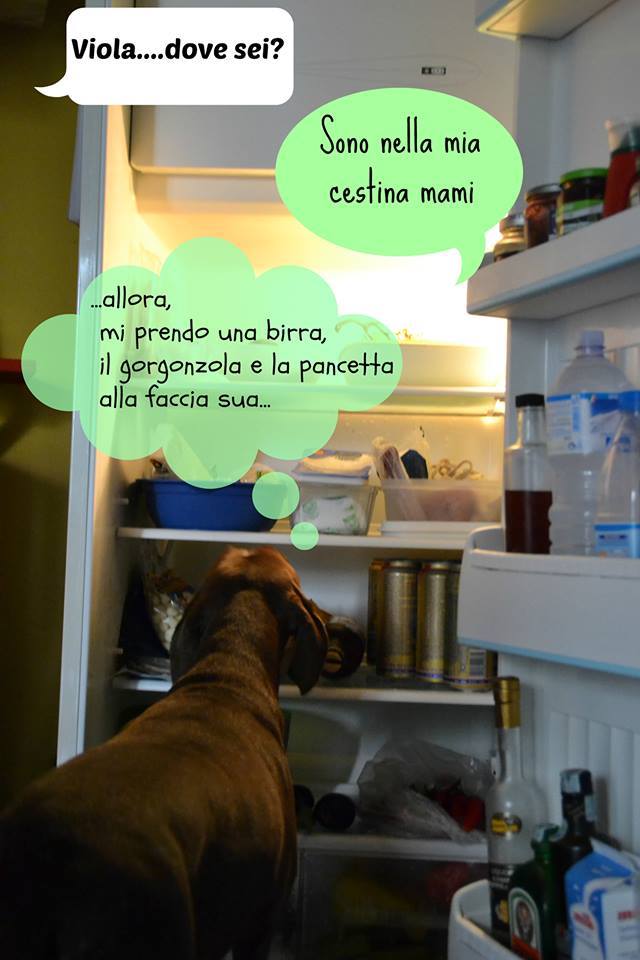 Viola....dove sei?
Sono nella mia
cestina mami
...allora,
mi prendo una birra,
il gorgonzola e la pancetta
alla faccia sua...